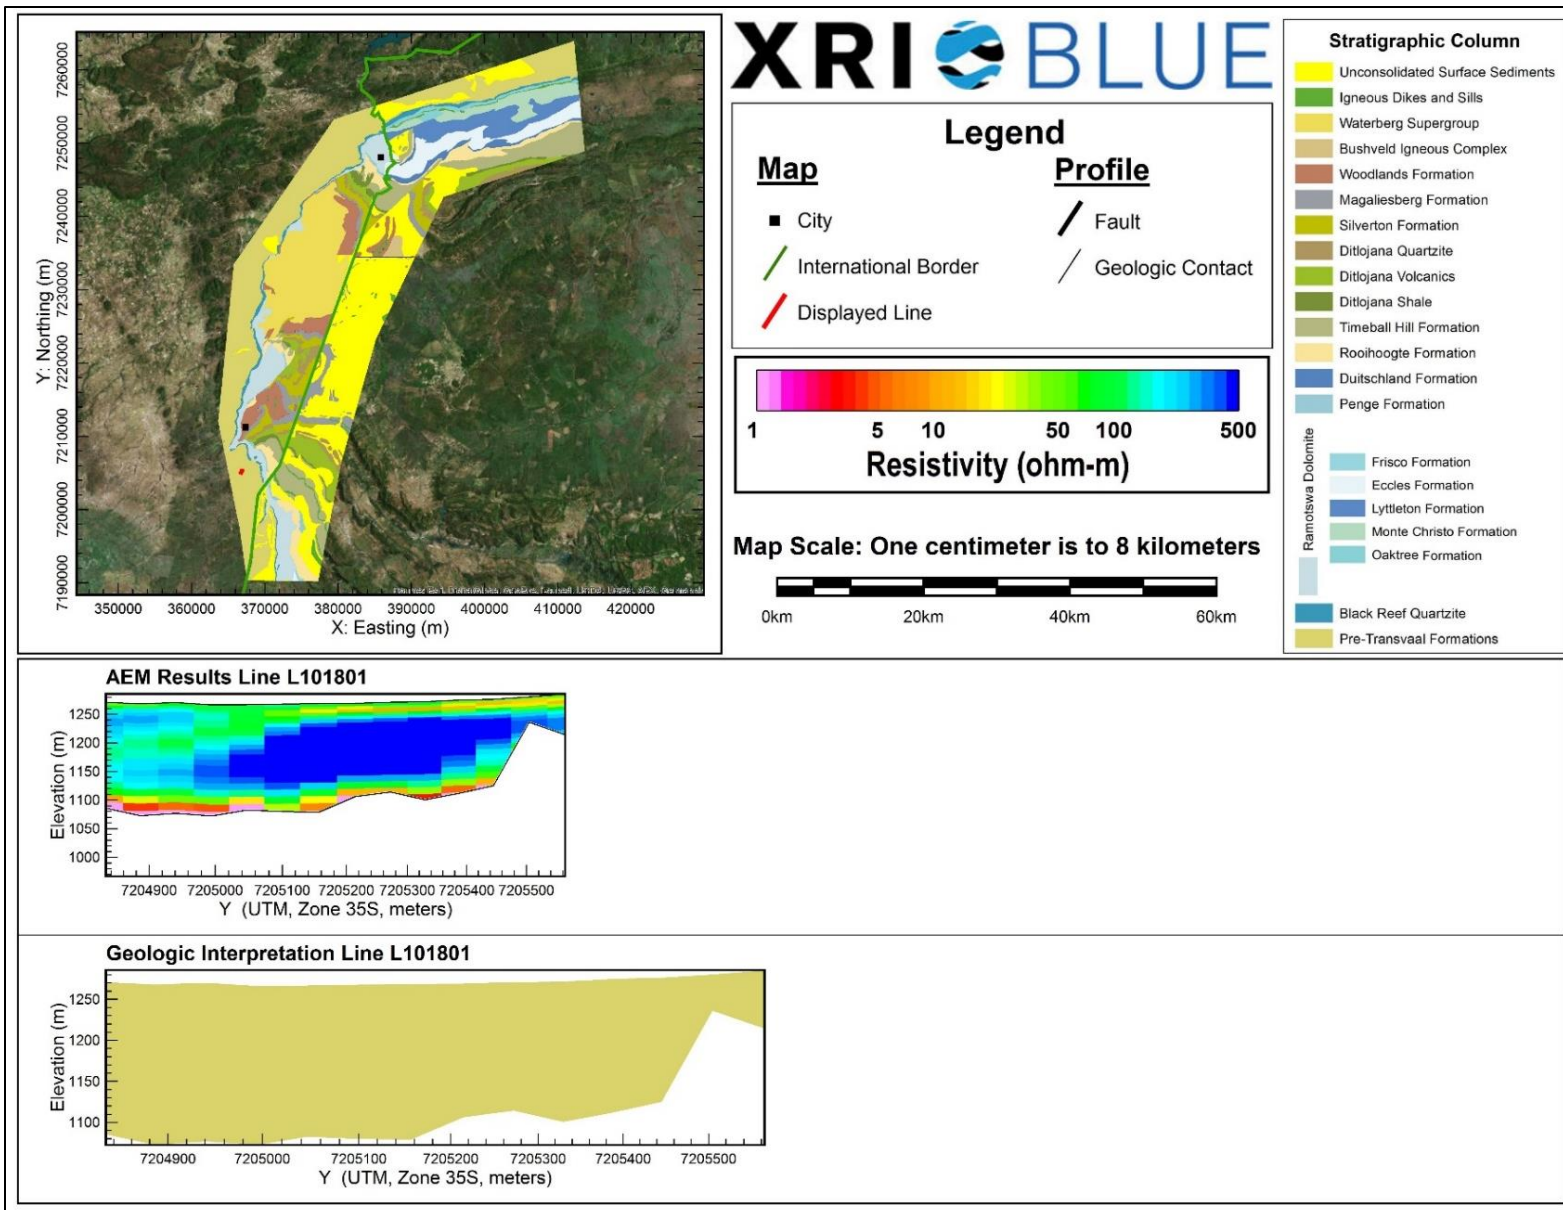 7260000
7250000
7240000
7230000
7220000
7210000
7200000
7190000
Y: Northing (m)
350000 360000 370000 380000 390000 400000 410000 420000
X: Easting (m)
XRI BLUE
Legend
Map
Profile
City
Fault
International Border
Geologic Contact
Displayed Line
1 5 10 50 100 500
Resistivity (ohm-m)
Map Scale: One centimeter is to 8 kilometers
0km 20km 40km 60km
Stratigraphic Column
Unconsolidated Surface Sediments
Igneous Dikes and Sills
Waterberg Supergroup
Bushveld Igneous Complex
Woodlands Formation
Magaliesberg Formation
Silverton Formation
Ditlojana Quartzite
Ditlojana Volcanics
Ditlojana Shale
Timeball Hill Formation
Rooihoogte Formation
Duitschland Formation
Penge Formation
Ramotswa Dolomite
Frisco Formation
Eccles Formation
Lyttleton Formation
Monte Christo Formation
Oaktree Formation
Black Reef Quartzite
Pre-Transvaal Formations
AEM Results Line L101801
Elevation (m)
1250
1200
1150
1100
1050
1000
7204900 7205000 7205100 7205200 7205300 7205400 7205500
Y (UTM, Zone 35S, meters)
Geologic Interpretation Line L101801
Elevation (m)
1250
1200
1150
1100
7204900 7205000 7205100 7205200 7205300 7205400 7205500
Y (UTM, Zone 35S, meters)